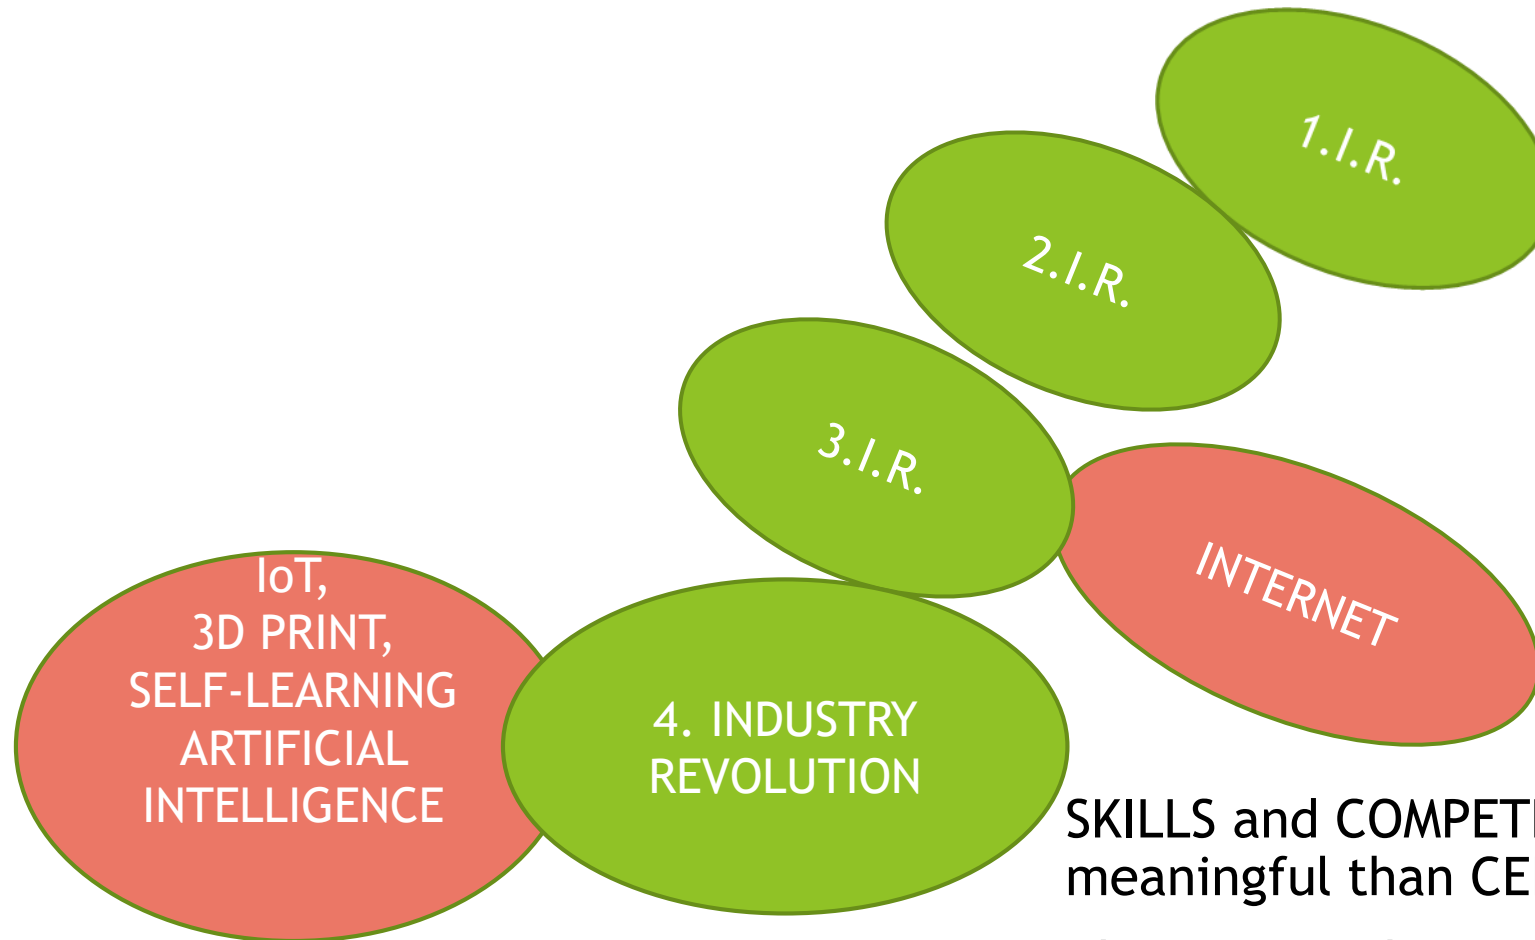 1.I.R.
2.I.R.
3.I.R.
INTERNET
IoT,
3D PRINT,
SELF-LEARNING
ARTIFICIAL
INTELLIGENCE
4. INDUSTRY
REVOLUTION
SKILLS and
meaningful than